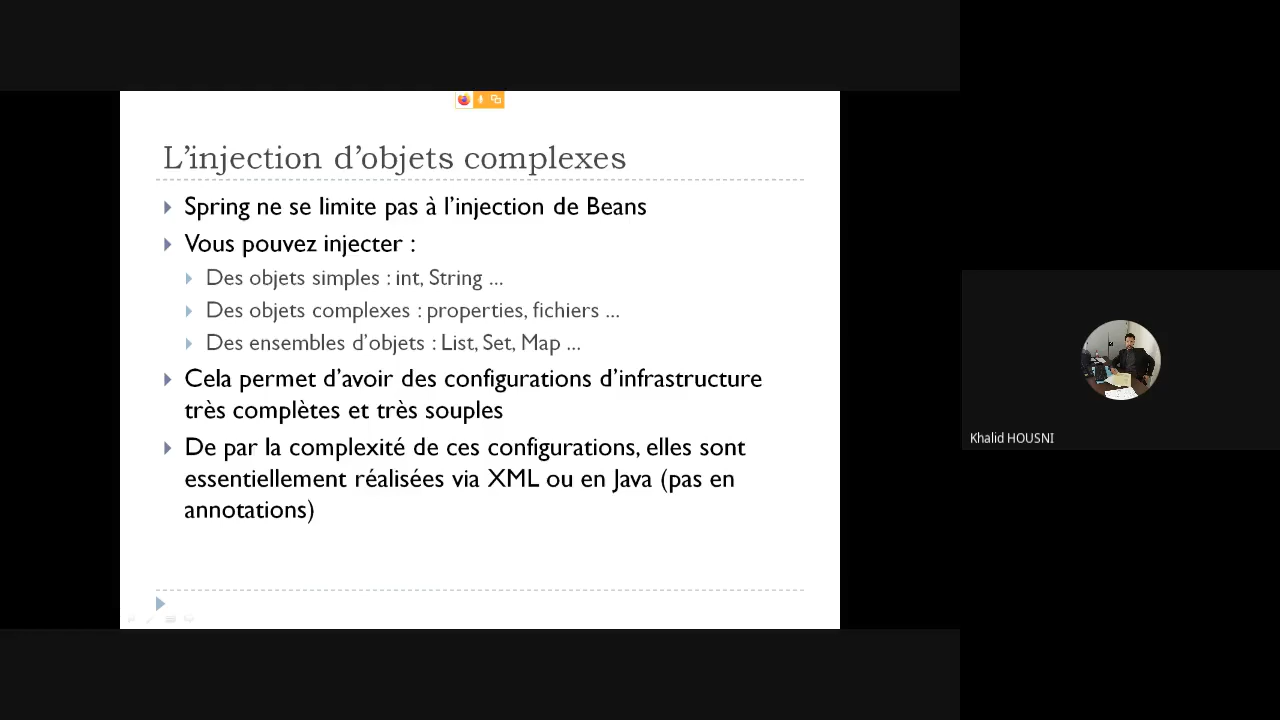 L’injection d’objets complexes
Spring ne se limite pas à l’injection de Beans
Vous pouvez injecter :
Des objets simples : int, String ...
Des objets complexes : properties, fichiers ...
Des ensembles d’objets : List, Set, Map ...
Cela permet d’avoir des configurations d’infrastructure
très complètes et très souples
De par la complexité de ces configurations, elles sont
essentiellement réalisées via XML ou en Java (pas en
annotations)
Khalid HOUSNI